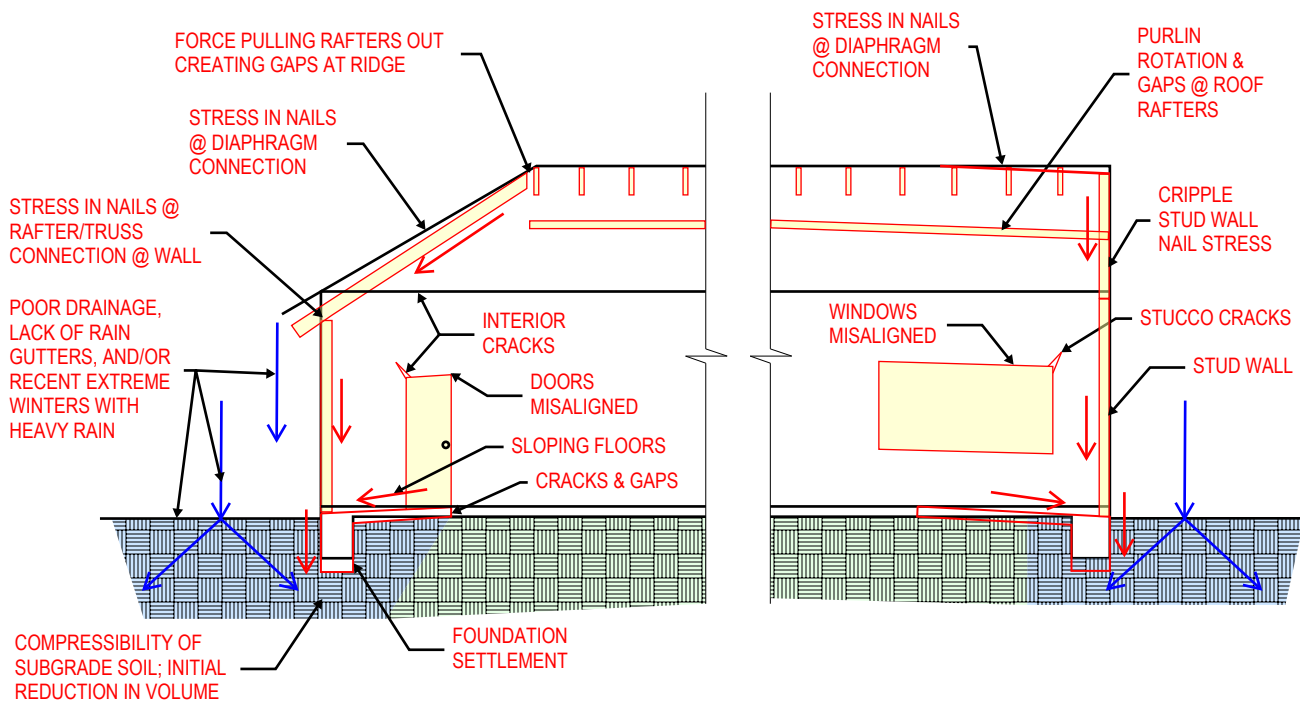 FORCE PULLING RAFTERS OUT
CREATING GAPS AT RIDGE
STRESS IN NAILS
@ DIAPHRAGM
CONNECTION
PURLIN
ROTATION &
GAPS @ ROOF
RAFTERS
STRESS IN NAILS
@ DIAPHRAGM
CONNECTION
STRESS IN NAILS @
RAFTER/TRUSS
CONNECTION @ WALL
CRIPPLE
STUD WALL
NAIL STRESS
POOR DRAINAGE,
LACK OF RAIN
GUTTERS, AND/OR
RECENT EXTREME
WINTERS WITH
HEAVY RAIN
INTERIOR
CRACKS
WINDOWS
MISALIGNED
STUCCO CRACKS
STUD WALL
DOORS
MISALIGNED
SLOPING FLOORS
CRACKS & GAPS
COMPRESSIBILITY OF
SUBGRADE SOIL; INITIAL
REDUCTION IN VOLUME
FOUNDATION
SETTLEMENT